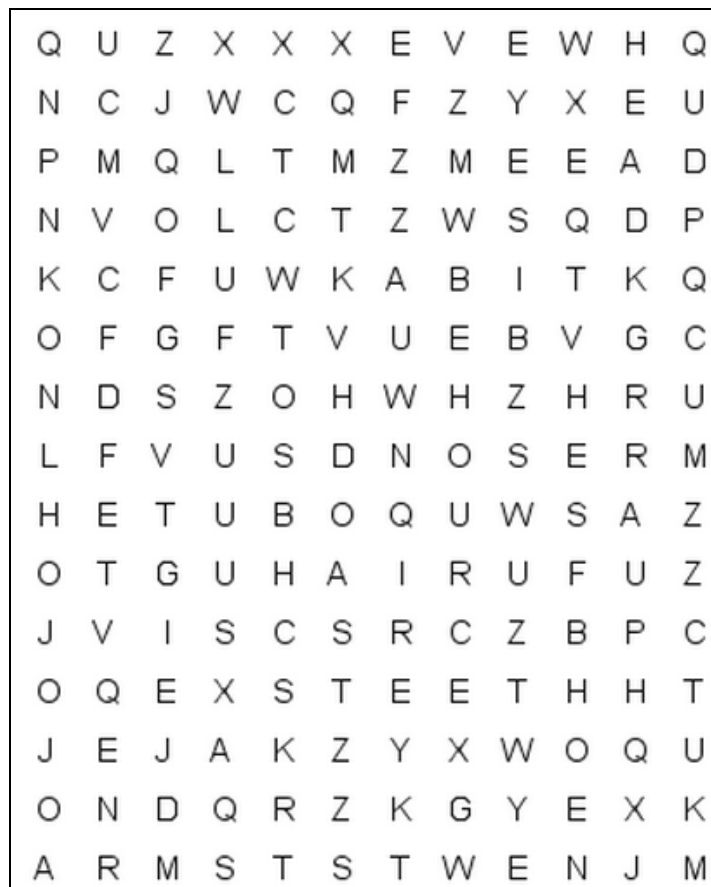 Q U Z X X X E V E W H Q
N C J W C Q F Z Y X E U
P M Q L T M Z M E E A D
N V O L C T Z W S Q D P
K C F U W K A B I T K Q
O F G F T V U E B V G C
N D S Z O H W H Z H R U
L F V U S D N O S E R M
H E T U B O Q U W S A Z
O T G U H A I R U F U Z
J V I S C S R C Z B P C
O Q E X S T E E T H H T
J E J A K Z Y X W O Q U
O N D Q R Z K G Y E X K
A R M S T S T W E N J M